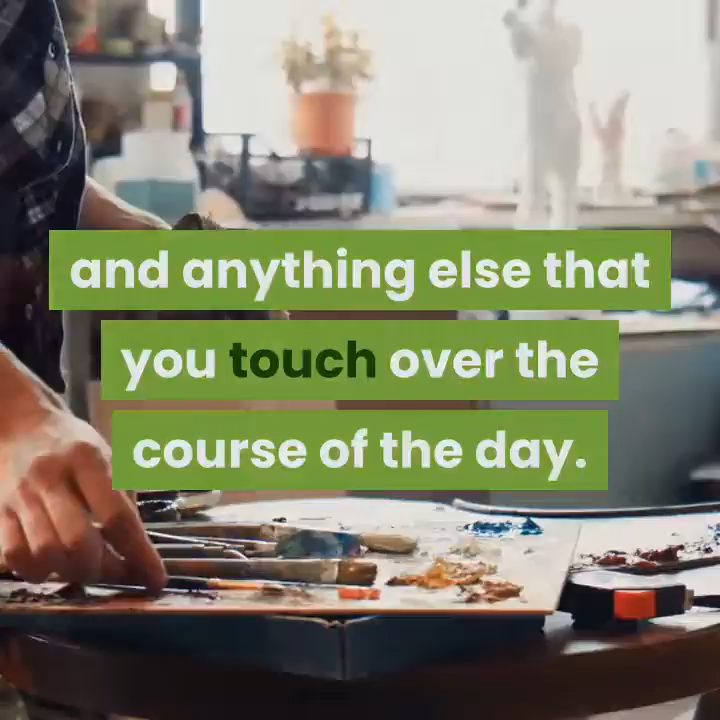 and anything else that
you touch over the
course of the day.